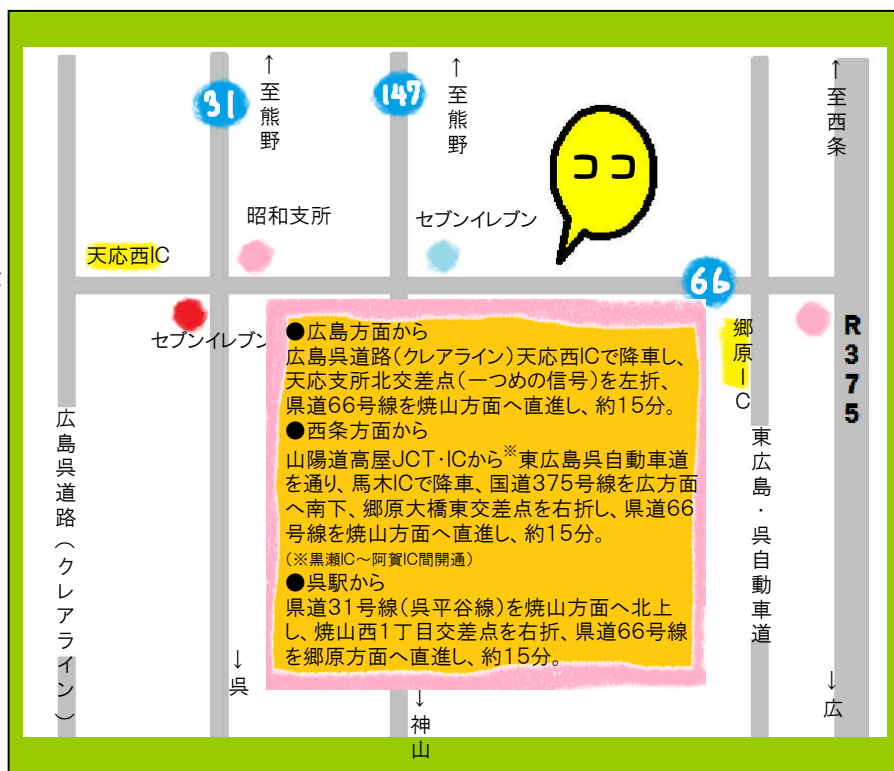 31
↑至熊野
147
↑至熊野
ココ
↑至西条
昭和支所
セブンイレブン
天応西IC
66
セブンイレブン
郷原IC
R375
●広島方面から
広島呉道路(クレアライン)天応西ICで降車し、
天応支所北交差点(一つめの信号)を左折、
県道66号線を焼山方面へ直進し、約15分。
●西条方面から
山陽道高屋JCT・ICから※東広島呉自動車道
を通り、馬木ICで降車、国道375号線を広方面
へ南下、郷原大橋東交差点を右折し、県道66
号線を焼山方面へ直進し、約15分。
(※黒瀬IC～阿賀IC間開通)
●呉駅から
県道31号線(呉平谷線)を焼山方面へ北上
し、焼山西1丁目交差点を右折、県道66号線
を郷原方面へ直進し、約15分。
広島呉道路(クレアライン)
東広島・呉自動車道
↓呉
↓神山
↓広